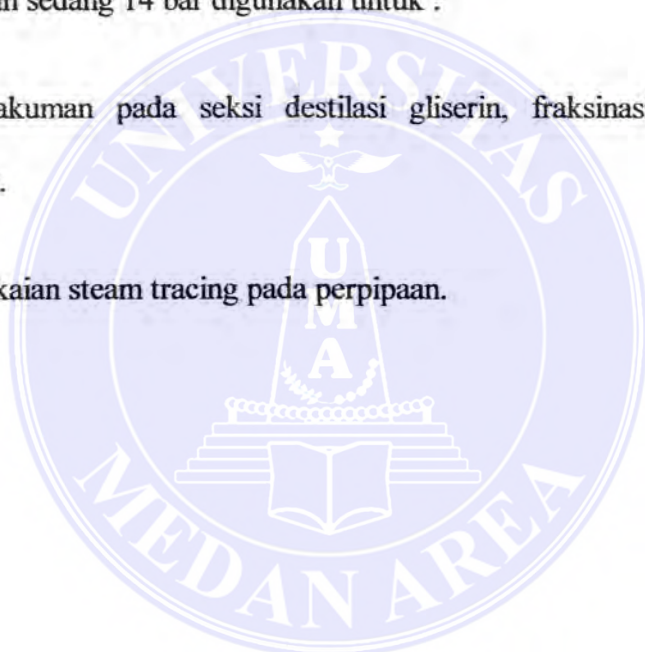 sedang 14 bar digunakan untuk :
akuman pada seksi destilasi gliserin, fraksinas
kaian steam tracing pada perpipaan.
UNIVERSITAS
UMA
MEDAN AREA